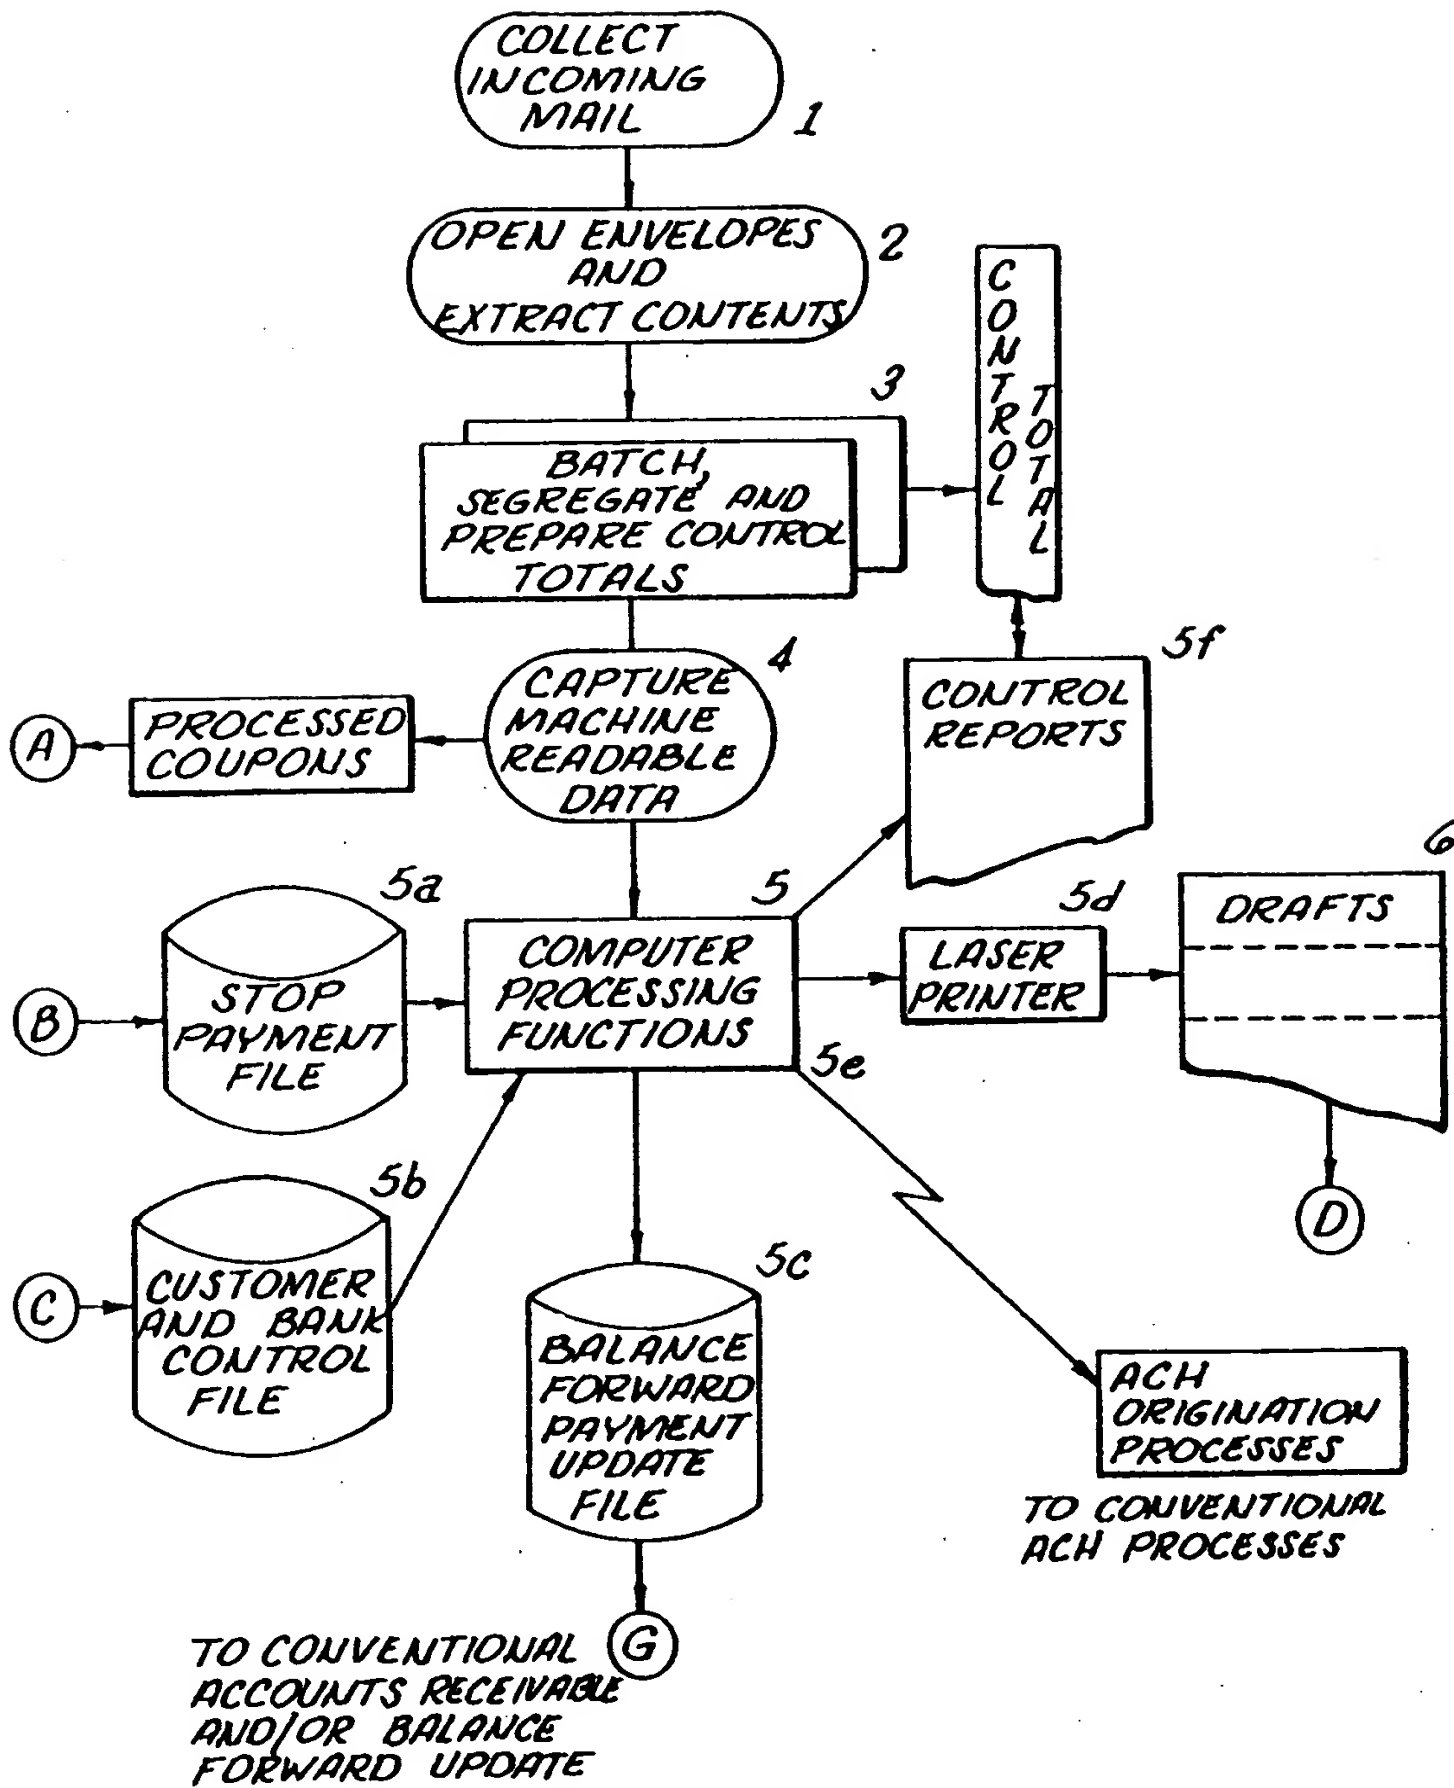 COLLECT
INCOMING
MAIL
1
OPEN ENVELOPES
AND
EXTRACT CONTENTS
2
3
BATCH,
SEGREGATE AND
PREPARE CONTROL
TOTALS
CONTROL
TOTAL
4
CAPTURE
MACHINE
READABLE
DATA
PROCESSED
COUPONS
A
5f
CONTROL
REPORTS
5a
STOP
PAYMENT
FILE
B
5
COMPUTER
PROCESSING
FUNCTIONS
5d
LASER
PRINTER
6
DRAFTS
D
5e
5b
CUSTOMER
AND BANK
CONTROL
FILE
C
5c
BALANCE
FORWARD
PAYMENT
UPDATE
FILE
G
ACH
ORIGINATION
PROCESSES
TO CONVENTIONAL
ACH PROCESSES
TO CONVENTIONAL
ACCOUNTS RECEIVABLE
AND/OR BALANCE
FORWARD UPDATE